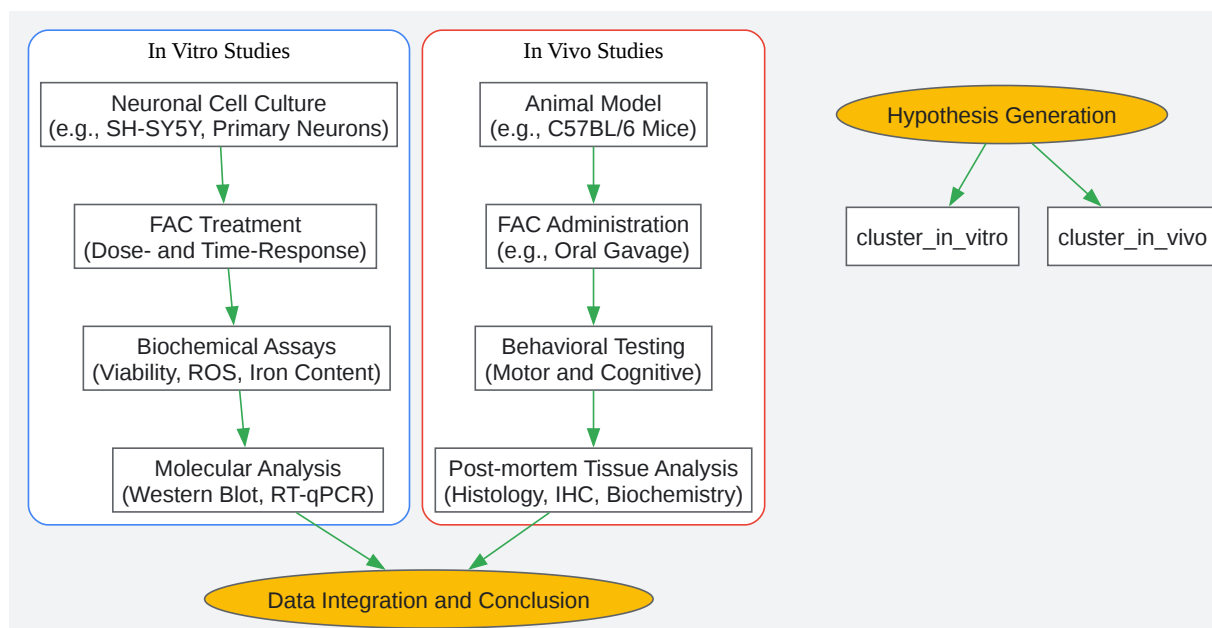 In Vitro Studies
Neuronal Cell Culture
(e.g., SH-SY5Y, Primary Neurons)
FAC Treatment
(Dose- and Time-Response)
Biochemical Assays
(Viability, ROS, Iron Content)
Molecular Analysis
(Western Blot, RT-qPCR)
In Vivo Studies
Animal Model
(e.g., C57BL/6 Mice)
FAC Administration
(e.g., Oral Gavage)
Behavioral Testing
(Motor and Cognitive)
Post-mortem Tissue Analysis
(Histology, IHC, Biochemistry)
Data Integration and Conclusion
Hypothesis Generation
cluster_in_vitro
cluster_in_vivo